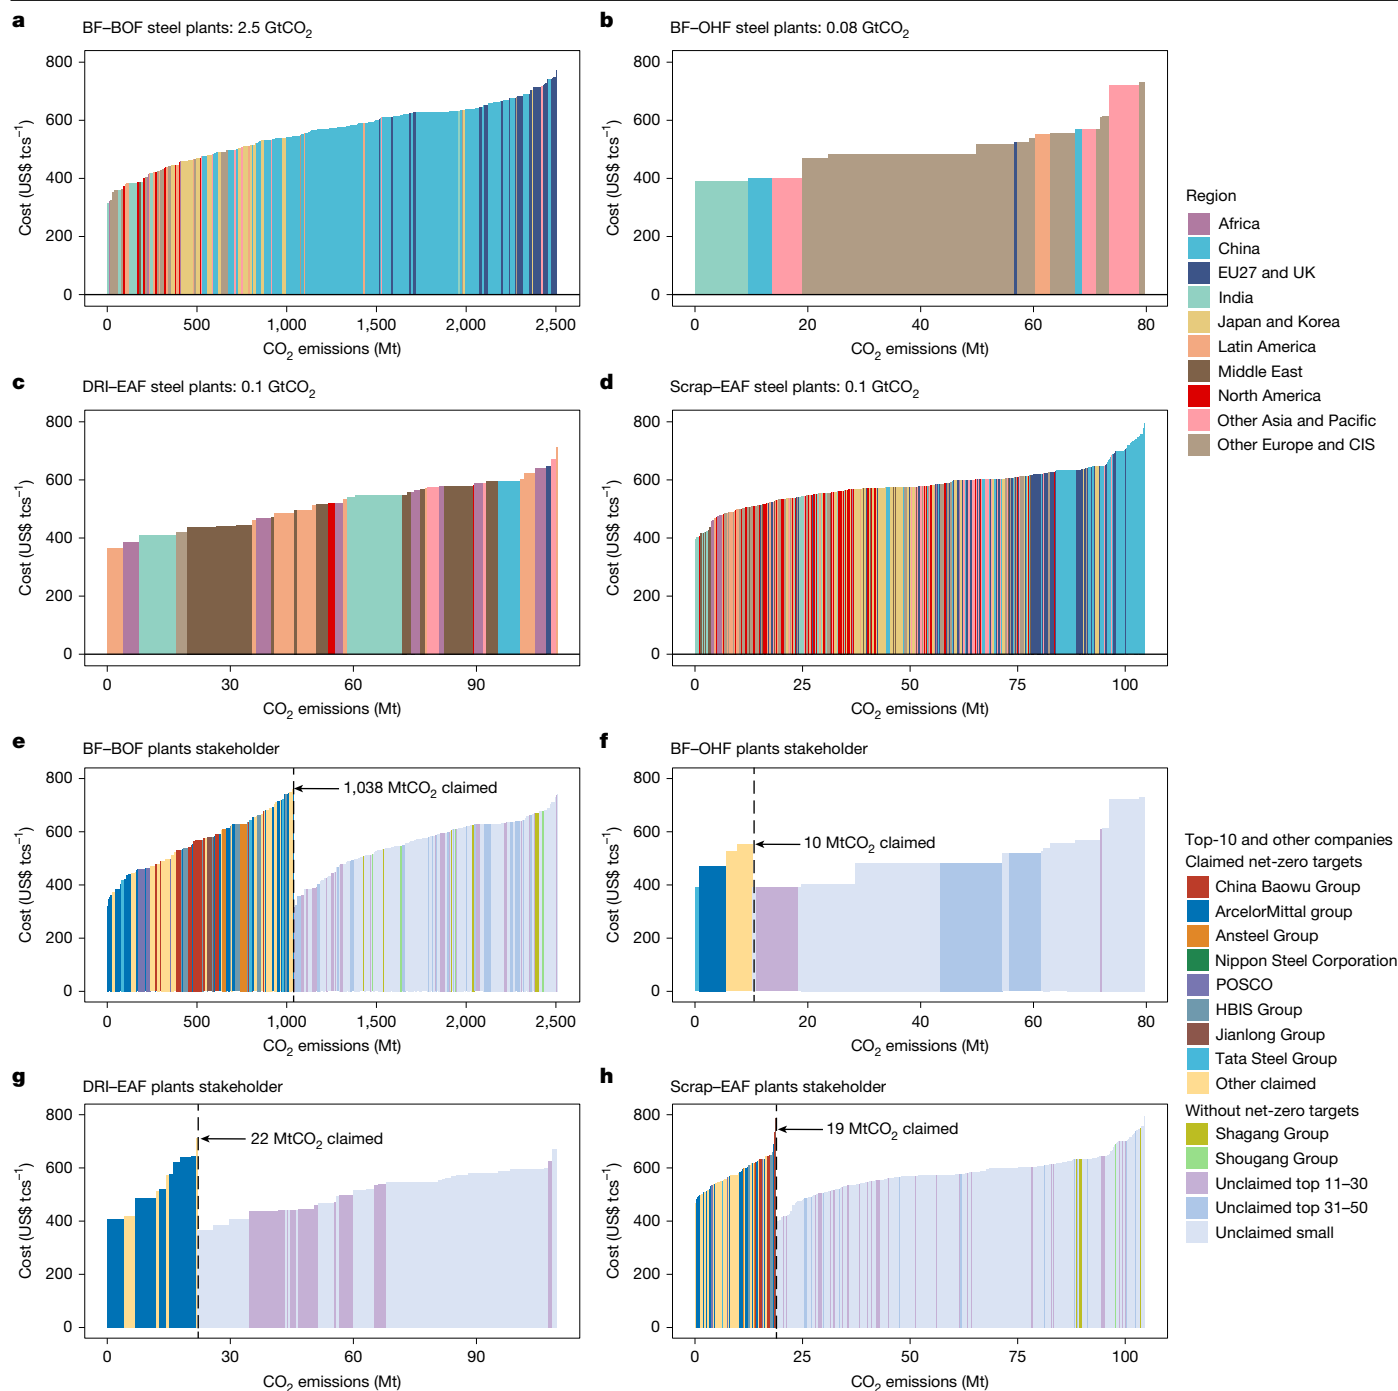 a
BF–BOF steel plants: 2.5 GtCO2
Cost (US$ tcs−1)
800
600
400
200
0
0 500 1,000 1,500 2,000 2,500
CO2 emissions (Mt)
b
BF–OHF steel plants: 0.08 GtCO2
Cost (US$ tcs−1)
800
600
400
200
0
0 20 40 60 80
CO2 emissions (Mt)
c
DRI–EAF steel plants: 0.1 GtCO2
Cost (US$ tcs−1)
800
600
400
200
0
0 30 60 90
CO2 emissions (Mt)
d
Scrap–EAF steel plants: 0.1 GtCO2
Cost (US$ tcs−1)
800
600
400
200
0
0 25 50 75 100
CO2 emissions (Mt)
Region
Africa
China
EU27 and UK
India
Japan and Korea
Latin America
Middle East
North America
Other Asia and Pacific
Other Europe and CIS
e
BF–BOF plants stakeholder
Cost (US$ tcs−1)
800
600
400
200
0
1,038 MtCO2 claimed
0 500 1,000 1,500 2,000 2,500
CO2 emissions (Mt)
f
BF–OHF plants stakeholder
Cost (US$ tcs−1)
800
600
400
200
0
10 MtCO2 claimed
0 20 40 60 80
CO2 emissions (Mt)
g
DRI–EAF plants stakeholder
Cost (US$ tcs−1)
800
600
400
200
0
22 MtCO2 claimed
0 30 60 90
CO2 emissions (Mt)
h
Scrap–EAF plants stakeholder
Cost (US$ tcs−1)
800
600
400
200
0
19 MtCO2 claimed
0 25 50 75 100
CO2 emissions (Mt)
Top-10 and other companies
Claimed net-zero targets
China Baowu Group
ArcelorMittal group
Ansteel Group
Nippon Steel Corporation
POSCO
HBIS Group
Jianlong Group
Tata Steel Group
Other claimed
Without net-zero targets
Shagang Group
Shougang Group
Unclaimed top 11–30
Unclaimed top 31–50
Unclaimed small